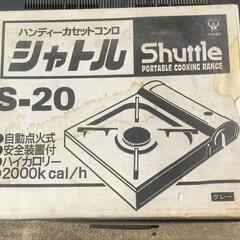 ハンディーカセットコンロ
シャトル
Shuttle
PORTABLE COOKING RANGE
S-20
●自動点火式
●安全装置付
●ハイカロリー
●2000kcal/h
グレー